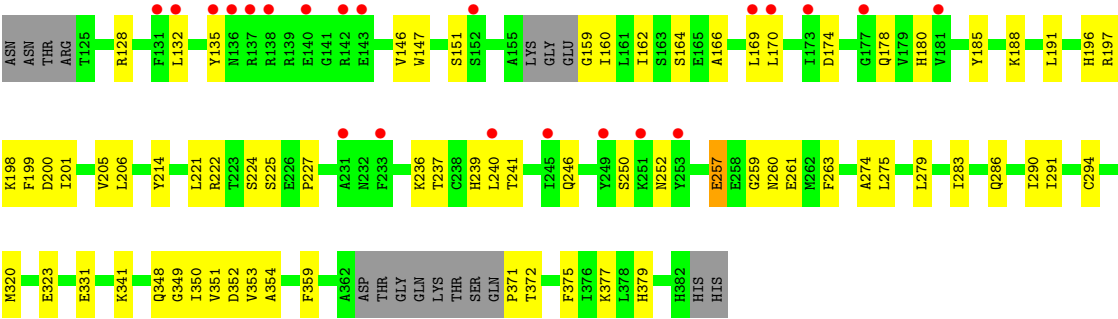 ASN ASN THR ARG T125 R128 F131 L132 Y135 N136 R137 R138 R139 E140 G141 R142 E143 V146 W147 S151 S152 A155 LYS GLY GLU G159 I160 L161 I162 S163 S164 E165 A166 L169 L170 I173 D174 G177 Q178 V179 H180 V181 Y185 K188 L191 H196 R197
K198 F199 D200 I201 V205 L206 Y214 L221 R222 T223 S224 S225 E226 P227 A231 N232 F233 K236 T237 C238 H239 L240 T241 I245 Q246 Y249 S250 K251 N252 Y253 E257 E258 G259 N260 E261 M262 F263 A274 L275 L279 I283 Q286 I290 I291 C294
M320 E323 E331 K341 Q348 G349 I350 V351 D352 V353 A354 F359 A362 ASP THR GLY GLN LYS THR SER GLN P371 T372 F375 I376 K377 L378 H379 H382 HIS HIS